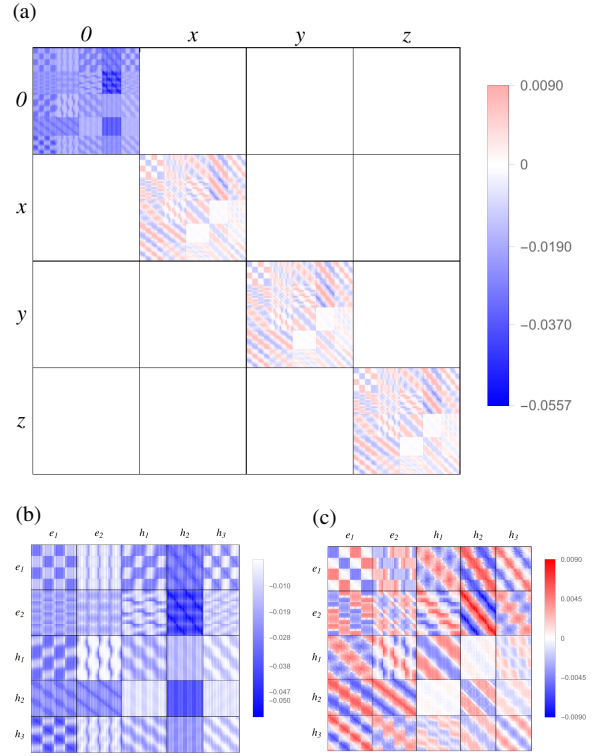 (a)
0 x y z
0
x
y
z
0.0090
0
−0.0190
−0.0370
−0.0557
(b)
e1 e2 h1 h2 h3
e1
e2
h1
h2
h3
−0.010
−0.019
−0.028
−0.038
−0.047
−0.050
(c)
e1 e2 h1 h2 h3
e1
e2
h1
h2
h3
0.0090
0.0045
0
−0.0045
−0.0090